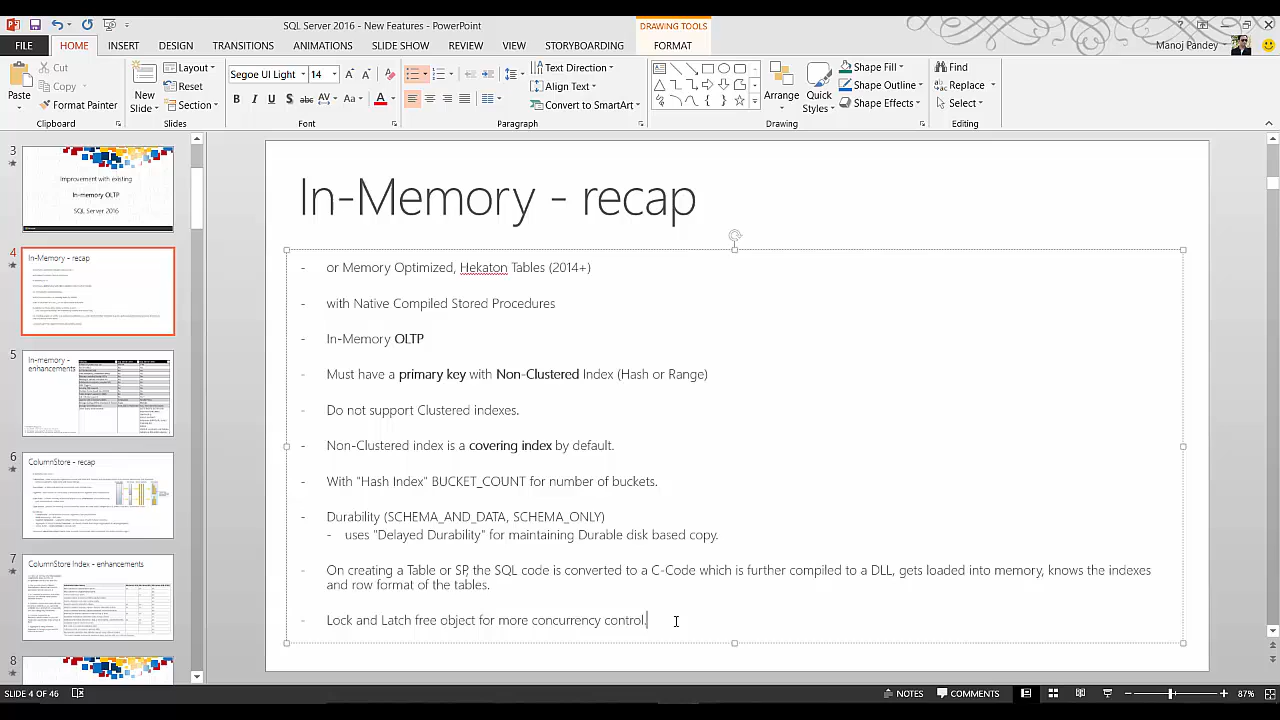 SQL Server 2016 - New Features - PowerPoint
DRAWING TOOLS
FILE HOME INSERT DESIGN TRANSITIONS ANIMATIONS SLIDE SHOW REVIEW VIEW STORYBOARDING FORMAT Manoj Pandey
Paste Cut Copy Format Painter
Clipboard
New Slide Layout Reset Section
Slides
Segoe UI Light 14
Font
Text Direction Align Text Convert to SmartArt
Paragraph
Arrange Quick Styles Shape Fill Shape Outline Shape Effects
Drawing
Find Replace Select
Editing
3
Improvement with existing
In-memory OLTP
SQL Server 2016
4
In-Memory - recap
5
In-memory -
enhancements
6
ColumnStore - recap
7
ColumnStore Index - enhancements
8
In-Memory - recap
- or Memory Optimized, Tables (2014+)
- with Native Compiled Stored Procedures
- In-Memory OLTP
- Must have a primary key with NonClustered Index (Hash or Range)
- Do not support Clustered indexes.
- Non-Clustered index is a covering index by default.
- with "Hash Index" BUCKET_COUNT for number of buckets.
- Durability (SCHEMA_AND_DATA, SCHEMA_ONLY)
- uses "Delayed Durability" for maintaining Durable disk based copy.
- On creating a Table or SP, the SQL code is converted to a C-Code which is further compiled to a DLL, gets loaded into memory, knows the indexes
and row format of the table.
- Lock and Latch free objects, concurrency control.
SLIDE 4 OF 46 NOTES COMMENTS 87%